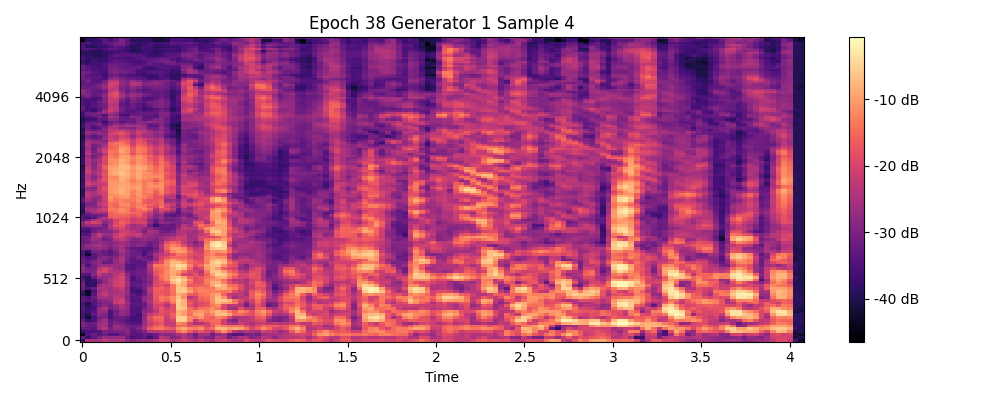 Epoch 38 Generator 1 Sample 4
4096
2048
1024
512
0
Hz
0 0.5 1 1.5 2 2.5 3 3.5 4
Time
-10 dB
-20 dB
-30 dB
-40 dB